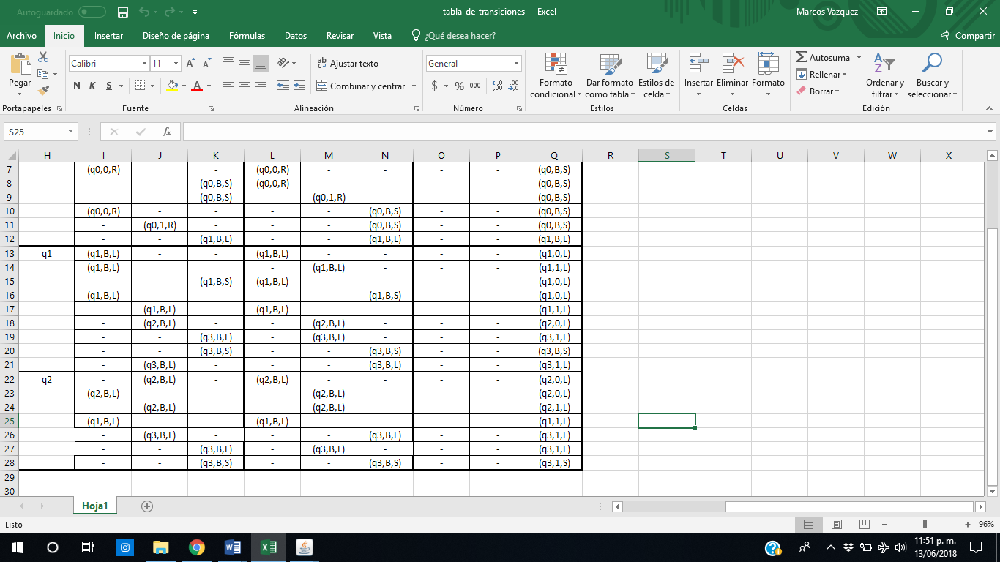 Autoguardado
tabla-de-transiciones - Excel
Marcos Vazquez
Archivo Inicio Insertar Diseño de página Fórmulas Datos Revisar Vista ¿Qué desea hacer? Compartir
Pegar
Portapapeles
Calibri 11
N K S
A
Fuente
Ajustar texto
Combinar y centrar
Alineación
General
$ % 000
Número
Formato condicional
Dar formato como tabla
Estilos de celda
Estilos
Insertar Eliminar Formato
Celdas
Autosuma
Rellenar
Borrar
Ordenar y filtrar
Buscar y seleccionar
Edición
S25
fx
H I J K L M N O P Q R S T U V W X
7 (q0,0,R) - (q0,0,R) - - - - (q0,B,S)
8 - - (q0,B,S) (q0,0,R) - - - - (q0,B,S)
9 - - (q0,B,S) - (q0,1,R) - - - (q0,B,S)
10 (q0,0,R) - - - - (q0,B,S) - - (q0,B,S)
11 - (q0,1,R) - - - (q0,B,S) - - (q0,B,S)
12 - - (q1,B,L) - - (q1,B,L) - - (q1,B,L)
13 q1 (q1,B,L) - - (q1,B,L) - - - - (q1,0,L)
14 (q1,B,L) - (q1,B,L) - - - (q1,1,L)
15 - - (q1,B,S) (q1,B,L) - - - - (q1,0,L)
16 (q1,B,L) - - - - (q1,B,S) - - (q1,0,L)
17 - (q1,B,L) - (q1,B,L) - - - - (q1,1,L)
18 - (q2,B,L) - - (q2,B,L) - - - (q2,0,L)
19 - - (q3,B,L) - (q3,B,L) - - - (q3,1,L)
20 - - (q3,B,S) - - (q3,B,S) - - (q3,B,S)
21 - (q3,B,L) - - - (q3,B,L) - - (q3,1,L)
22 q2 - (q2,B,L) - (q2,B,L) - - - - (q2,0,L)
23 (q2,B,L) - - - (q2,B,L) - - - (q2,0,L)
24 - (q2,B,L) - - (q2,B,L) - - - (q2,1,L)
25 (q1,B,L) - - (q1,B,L) - - - - (q1,1,L)
26 - (q3,B,L) - - - (q3,B,L) - - (q3,1,L)
27 - - (q3,B,L) - (q3,B,L) - - - (q3,1,L)
28 - - (q3,B,S) - - (q3,B,S) - - (q3,1,S)
29
30
Hoja1
Listo
96%
11:51 p. m.
13/06/2018